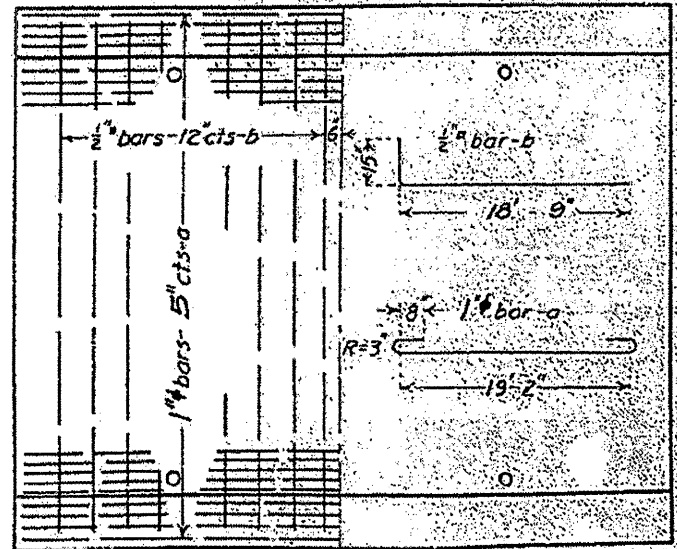 ½"⌀ bars-12" cts-b
6"
½"⌀ bar-b
15"
18' - 9"
1"⌀ bars- 5" cts-a
8"
1"⌀ bar-a
R=3"
19'-2"